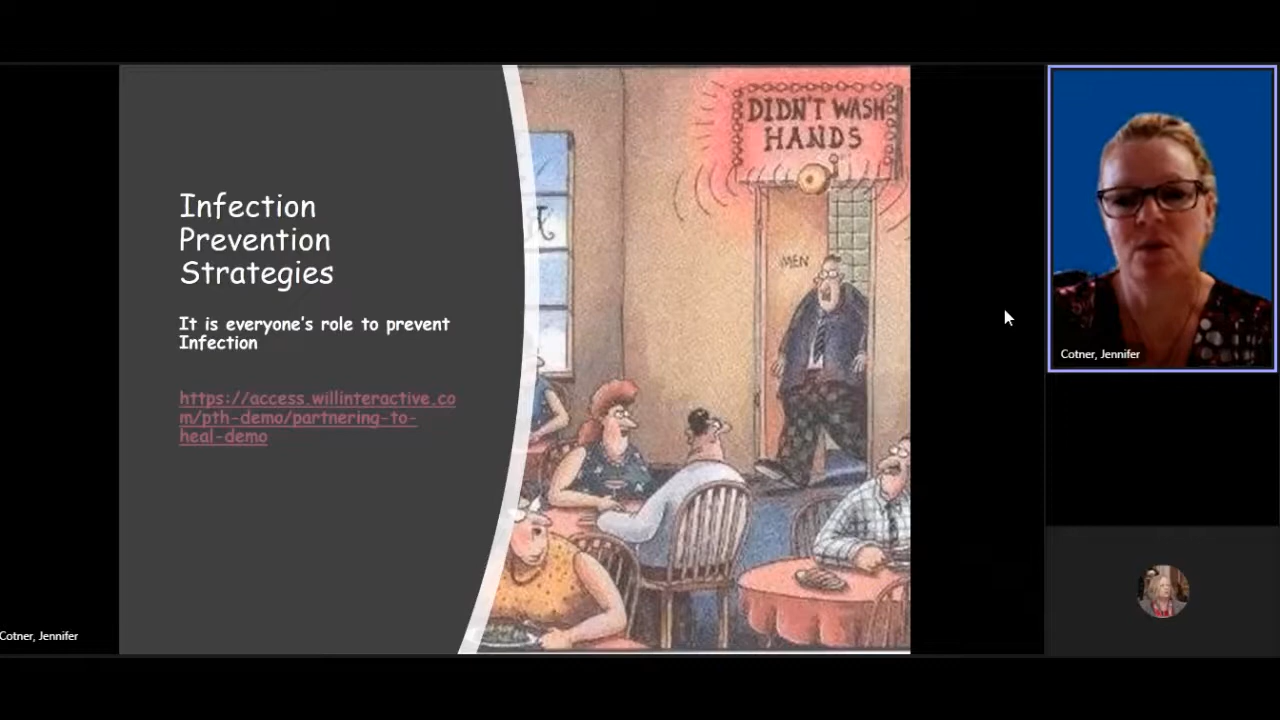 Infection
Prevention
Strategies
It is everyone's role to prevent
Infection
https://access.willinteractive.co
m/pth-demo/partnering-to-
heal-demo
DIDN'T WASH
HANDS
MEN
Cotner, Jennifer
Cotner, Jennifer